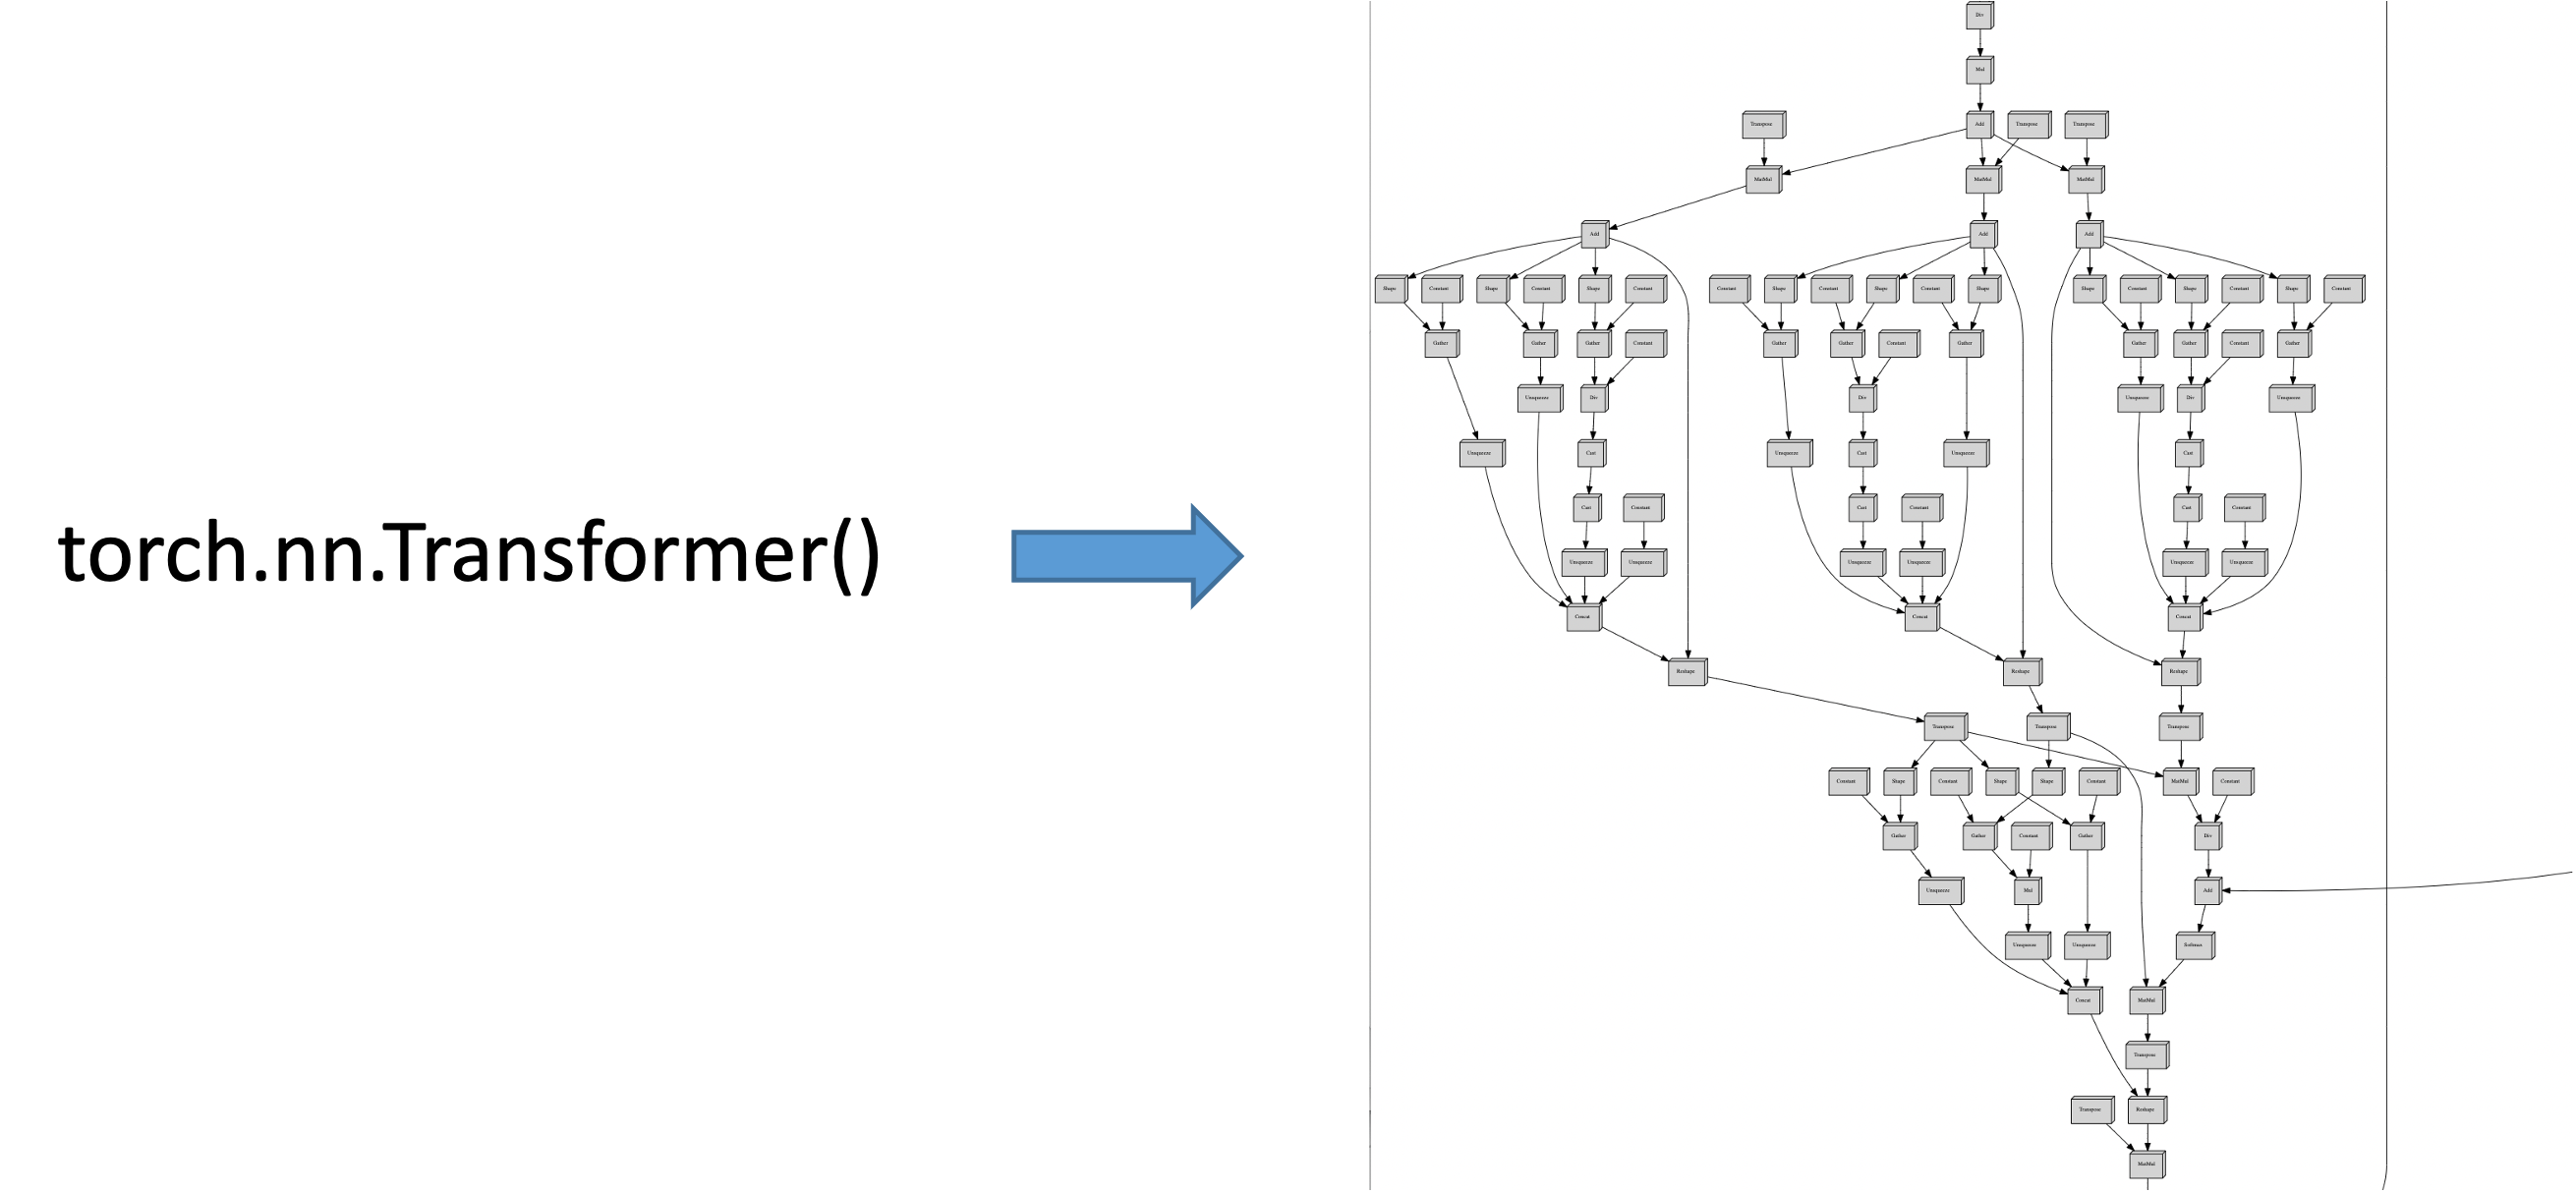 Div
Mul
Transpose Add Transpose Transpose
MatMul MatMul MatMul
Add Add Add
Shape Constant Shape Constant Shape Constant Constant Shape Constant Shape Constant Shape Shape Constant Shape Constant Shape Constant
Gather Gather Gather Constant Gather Gather Constant Gather Gather Gather Constant Gather
Unsqueeze Div Div Unsqueeze Div Unsqueeze
Unsqueeze Cast Unsqueeze Cast Unsqueeze Cast
Cast Constant Cast Constant Cast Constant
torch.nn.Transformer()
Unsqueeze Unsqueeze Unsqueeze Unsqueeze Unsqueeze Unsqueeze
Concat Concat Concat
Reshape Reshape Reshape
Transpose Transpose Transpose
Constant Shape Constant Shape Shape Constant MatMul Constant
Gather Gather Constant Gather Div
Unsqueeze Mul Add
Unsqueeze Unsqueeze Softmax
Concat MatMul
Transpose
Transpose Reshape
MatMul